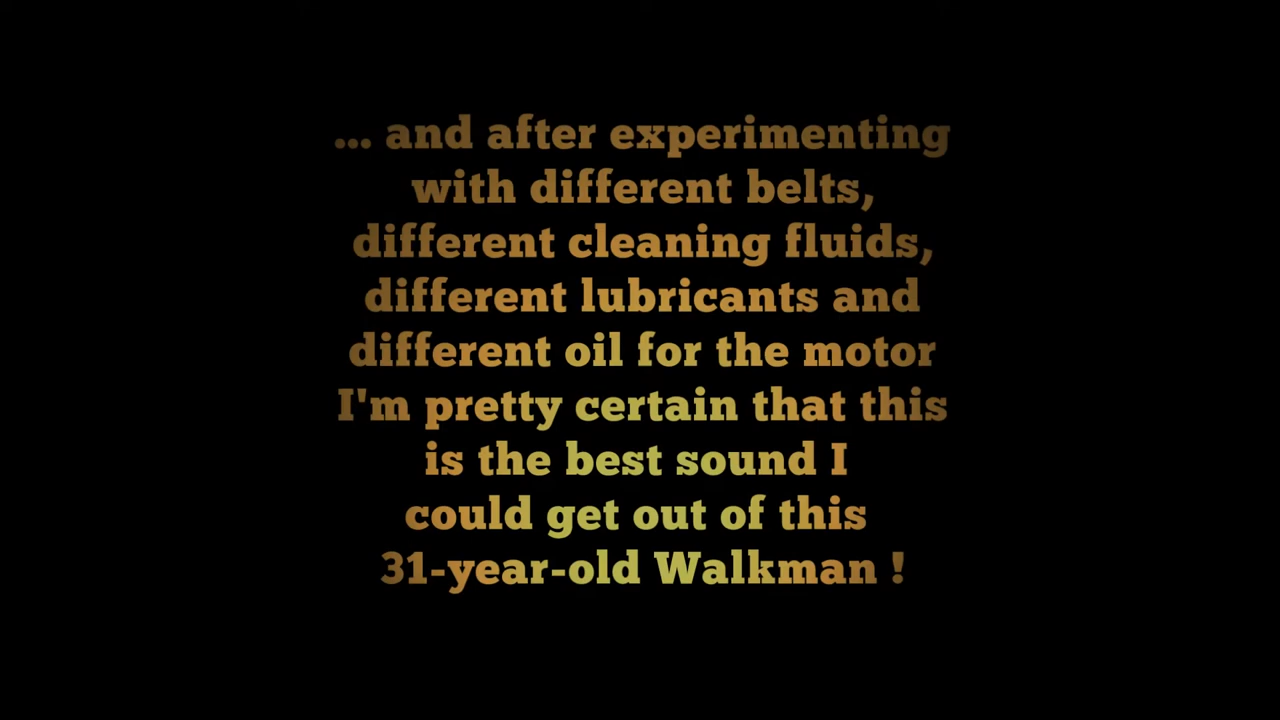 ... and after experimenting
with different belts,
different cleaning fluids,
different lubricants and
different oil for the motor
I'm pretty certain that this
is the best sound I
could get out of this
31-year-old Walkman !